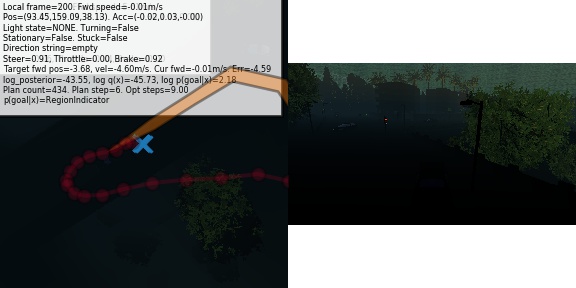 Local frame=200. Fwd speed=-0.01m/s
Pos=(93.45,159.09,38.13). Acc=(-0.02,0.03,-0.00)
Light state=NONE. Turning=False
Stationary=False. Stuck=False
Direction string=empty
Steer=0.91, Throttle=0.00, Brake=0.92
Target fwd pos=-3.68, vel=-4.60m/s. Cur fwd=-0.01m/s. Err=-4.59
log_posterior=-43.55, log q(x)=-45.73, log p(goal|x)=2.18
Plan count=434. Plan step=6. Opt steps=9.00
p(goal|x)=RegionIndicator